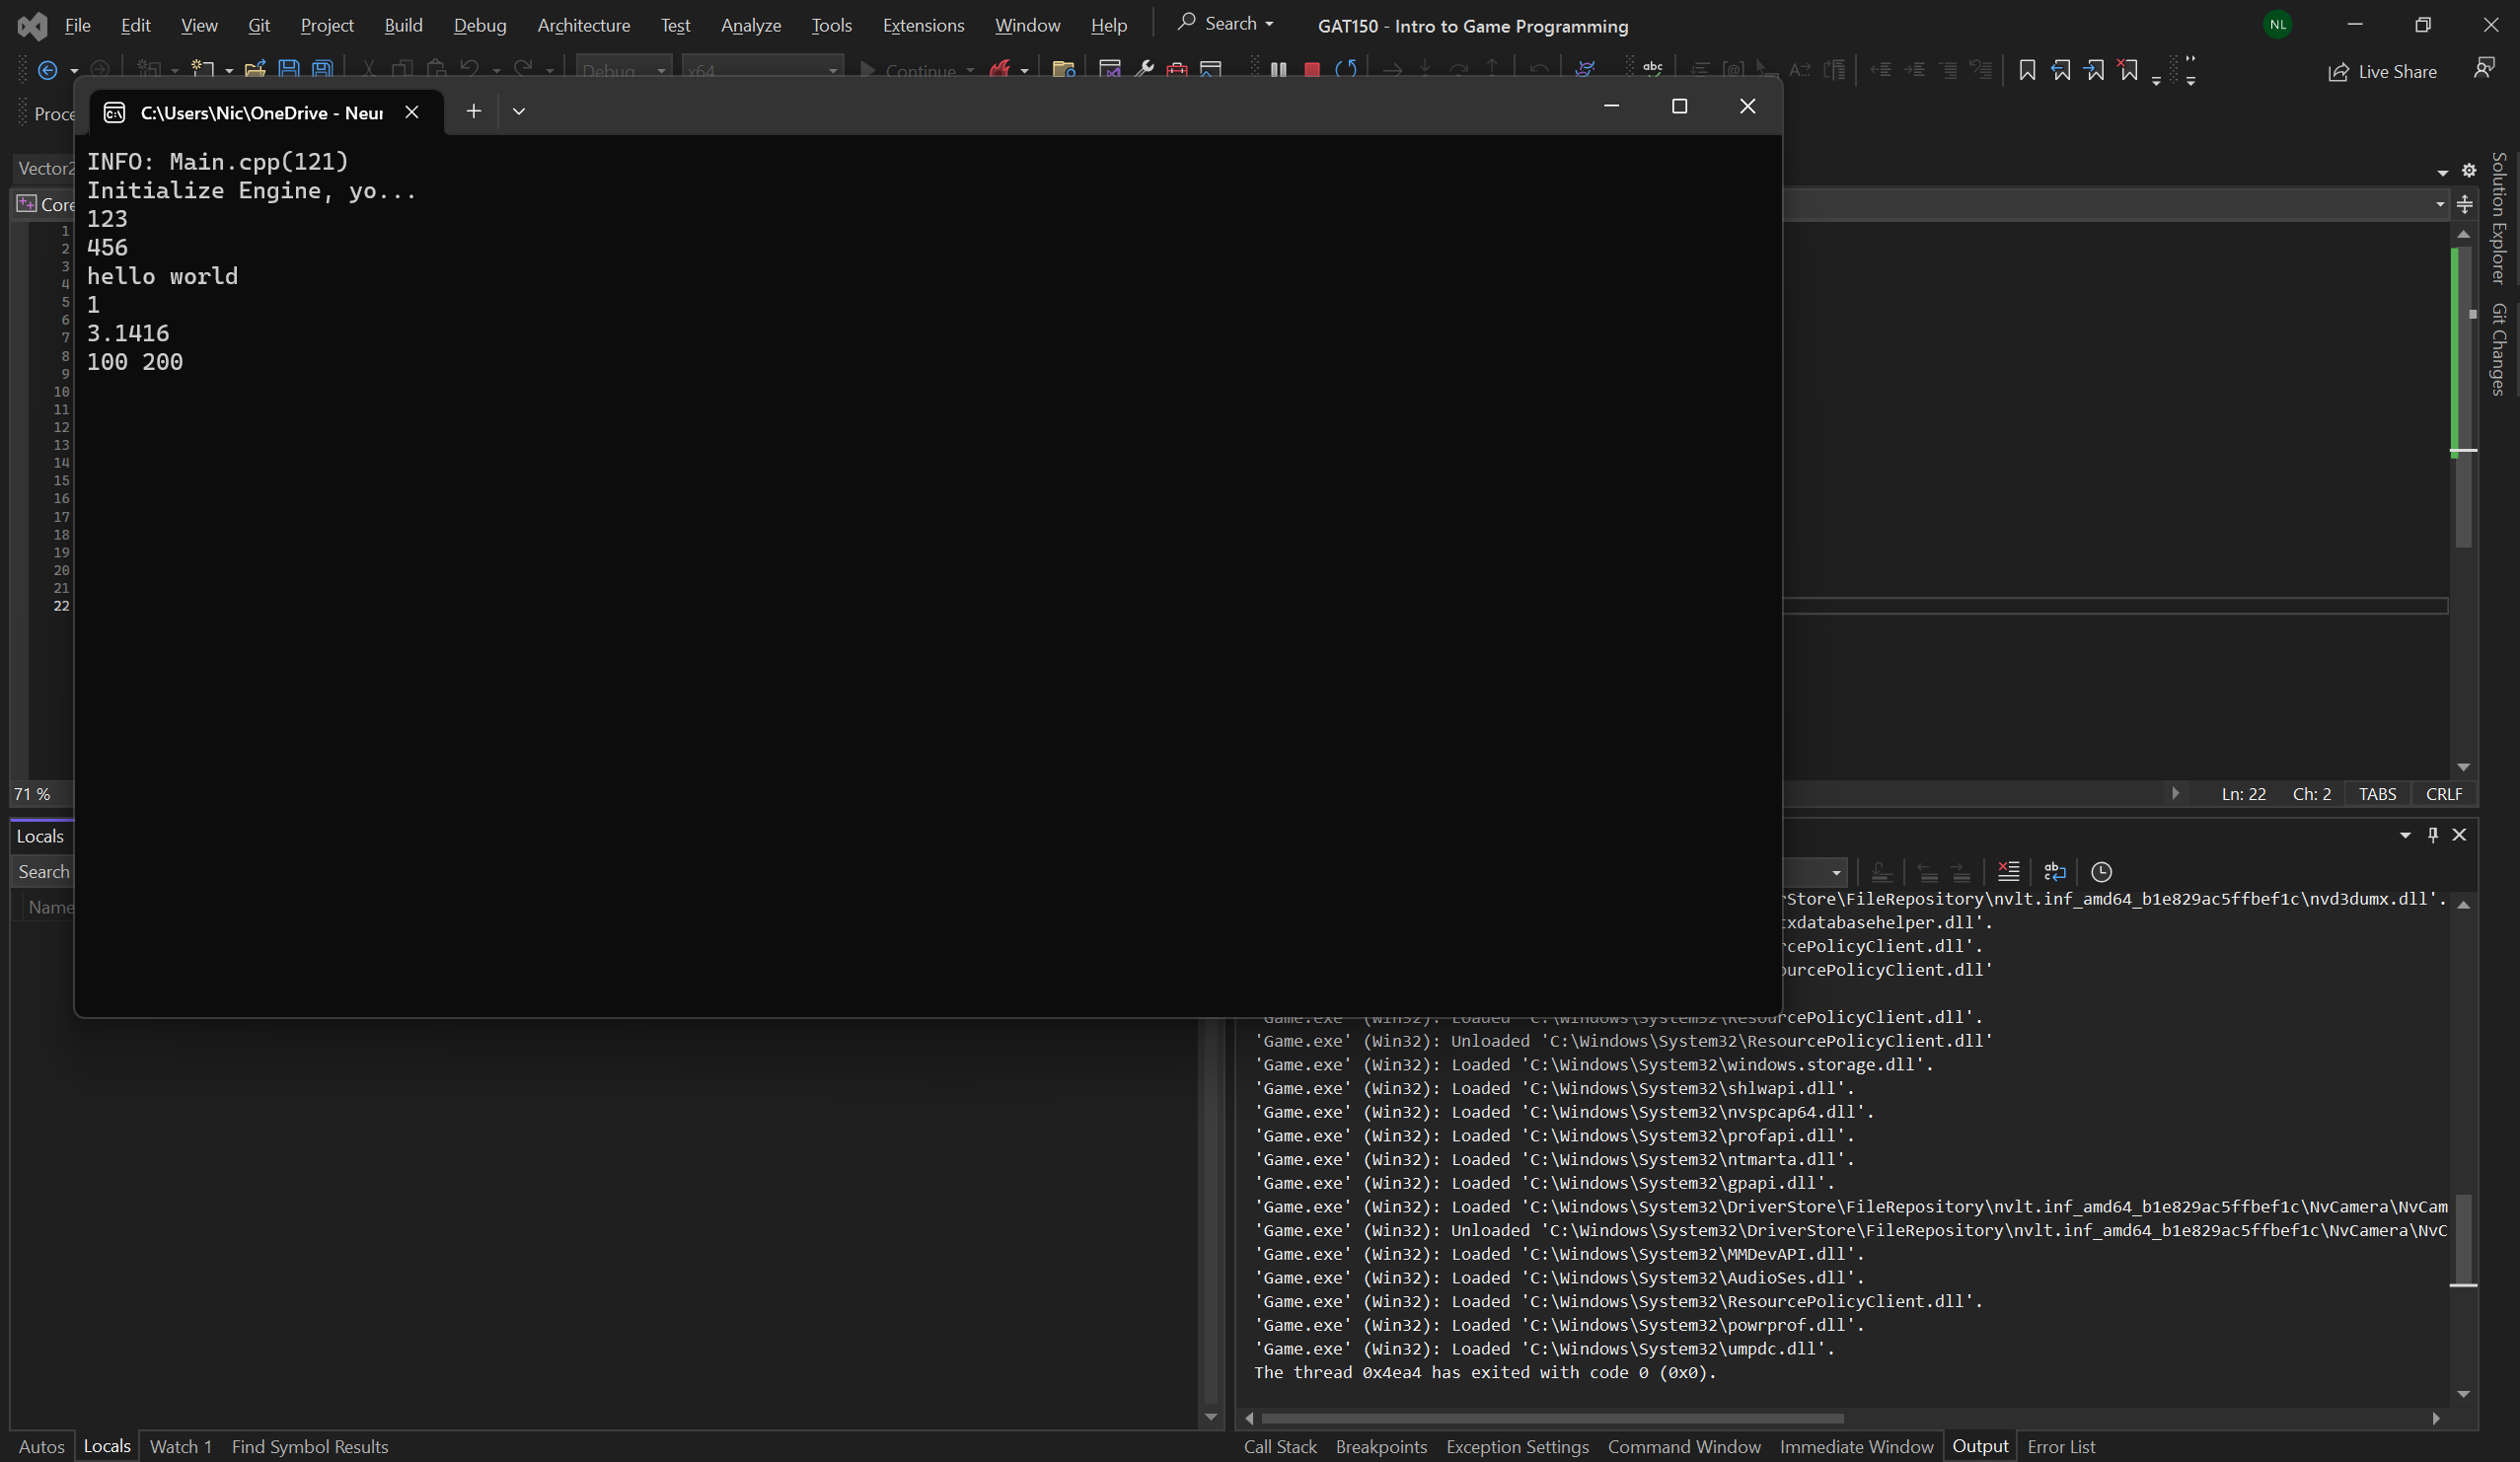 File Edit View Git Project Build Debug Architecture Test Analyze Tools Extensions Window Help Search GAT150 - Intro to Game Programming NL
Debug x64 Continue abc Live Share
Proce
C:\Users\Nic\OneDrive - Neur
Vector2
Core
INFO: Main.cpp(121)
Initialize Engine, yo...
123
456
hello world
1
3.1416
100 200
1
2
3
4
5
6
7
8
9
10
11
12
13
14
15
16
17
18
19
20
21
22
Solution Explorer
Git Changes
71 % Ln: 22 Ch: 2 TABS CRLF
Locals
Search
Name
rStore\FileRepository\nvlt.inf_amd64_b1e829ac5ffbef1c\nvd3dumx.dll'.
txdatabasehelper.dll'.
rcePolicyClient.dll'.
ourcePolicyClient.dll'
'Game.exe' (Win32): Loaded 'C:\Windows\System32\ResourcePolicyClient.dll'.
'Game.exe' (Win32): Unloaded 'C:\Windows\System32\ResourcePolicyClient.dll'
'Game.exe' (Win32): Loaded 'C:\Windows\System32\windows.storage.dll'.
'Game.exe' (Win32): Loaded 'C:\Windows\System32\shlwapi.dll'.
'Game.exe' (Win32): Loaded 'C:\Windows\System32\nvspcap64.dll'.
'Game.exe' (Win32): Loaded 'C:\Windows\System32\profapi.dll'.
'Game.exe' (Win32): Loaded 'C:\Windows\System32\ntmarta.dll'.
'Game.exe' (Win32): Loaded 'C:\Windows\System32\gpapi.dll'.
'Game.exe' (Win32): Loaded 'C:\Windows\System32\DriverStore\FileRepository\nvlt.inf_amd64_b1e829ac5ffbef1c\NvCamera\NvCam
'Game.exe' (Win32): Unloaded 'C:\Windows\System32\DriverStore\FileRepository\nvlt.inf_amd64_b1e829ac5ffbef1c\NvCamera\NvC
'Game.exe' (Win32): Loaded 'C:\Windows\System32\MMDevAPI.dll'.
'Game.exe' (Win32): Loaded 'C:\Windows\System32\AudioSes.dll'.
'Game.exe' (Win32): Loaded 'C:\Windows\System32\ResourcePolicyClient.dll'.
'Game.exe' (Win32): Loaded 'C:\Windows\System32\powrprof.dll'.
'Game.exe' (Win32): Loaded 'C:\Windows\System32\umpdc.dll'.
The thread 0x4ea4 has exited with code 0 (0x0).
Autos Locals Watch 1 Find Symbol Results
Call Stack Breakpoints Exception Settings Command Window Immediate Window Output Error List